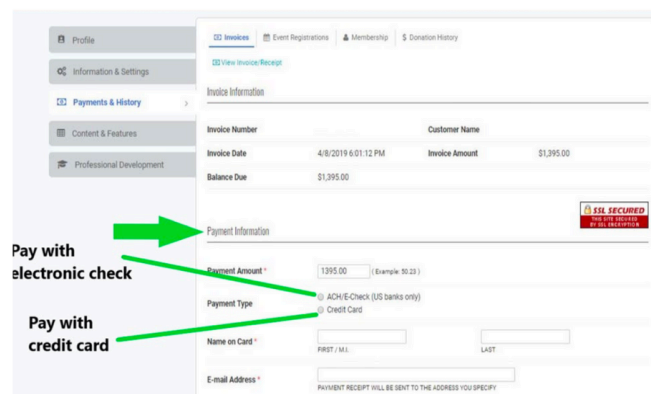 Profile
Information & Settings
Payments & History
Content & Features
Professional Development
Invoices Event Registrations Membership $ Donation History
View Invoice/Receipt
Invoice Information
Invoice Number Customer Name
Invoice Date 4/8/2019 6:01:12 PM Invoice Amount $1,395.00
Balance Due $1,395.00
SSL SECURED
THIS SITE SECURED
BY SSL ENCRYPTION
Payment Information
Pay with
electronic check
Payment Amount * 1395.00 ( Example: 50.23 )
Payment Type
ACH/E-Check (US banks only)
Credit Card
Pay with
credit card
Name on Card *
FIRST / M.I. LAST
E-mail Address *
PAYMENT RECEIPT WILL BE SENT TO THE ADDRESS YOU SPECIFY